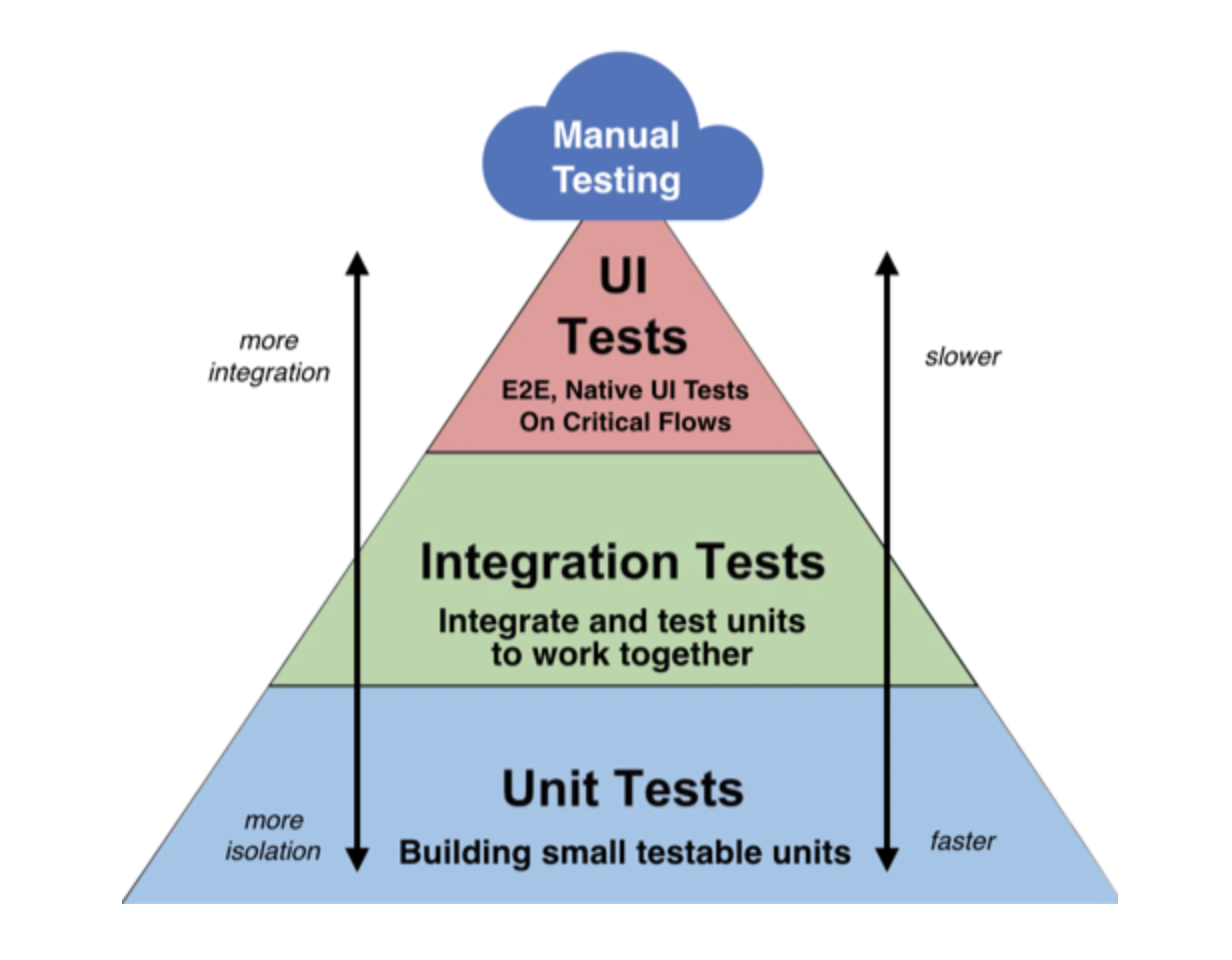 Manual
Testing
UI
Tests
E2E, Native UI Tests
On Critical Flows
more
integration
slower
Integration Tests
Integrate and test units
to work together
Unit Tests
Building small testable units
more
isolation
faster